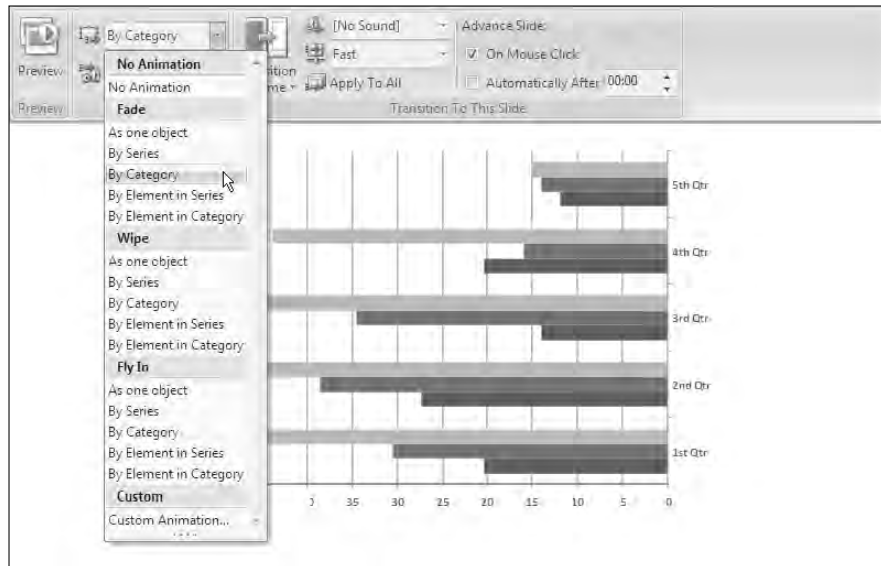 By Category
[No Sound]
Advance Slide:
Fast
On Mouse Click
Preview
Apply To All
Automatically After: 00:00
Preview
Transition To This Slide
No Animation
No Animation
Fade
As one object
By Series
By Category
By Element in Series
By Element in Category
Wipe
As one object
By Series
By Category
By Element in Series
By Element in Category
Fly In
As one object
By Series
By Category
By Element in Series
By Element in Category
Custom
Custom Animation...
5th Qtr
4th Qtr
3rd Qtr
2nd Qtr
1st Qtr
35 30 25 20 15 10 5 0